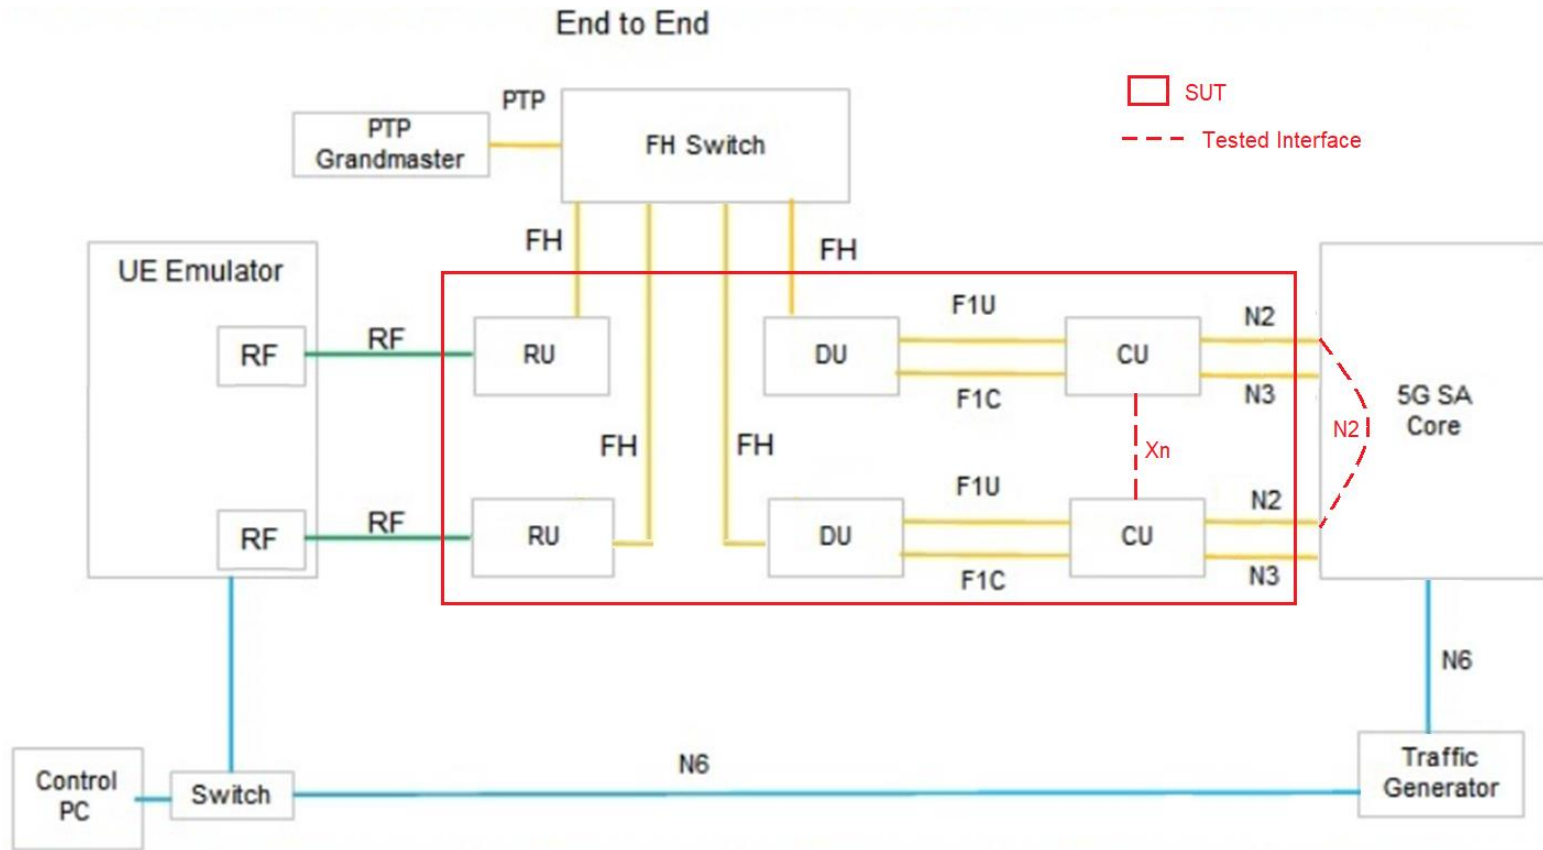 End to End
PTP
SUT
PTP
Grandmaster
FH Switch
Tested Interface
FH
FH
UE Emulator
F1U
N2
RF
RF
RU
DU
CU
F1C
N3
5G SA
Core
N2
FH
FH
Xn
F1U
N2
RF
RF
RU
DU
CU
F1C
N3
N6
N6
Control
PC
Switch
Traffic
Generator